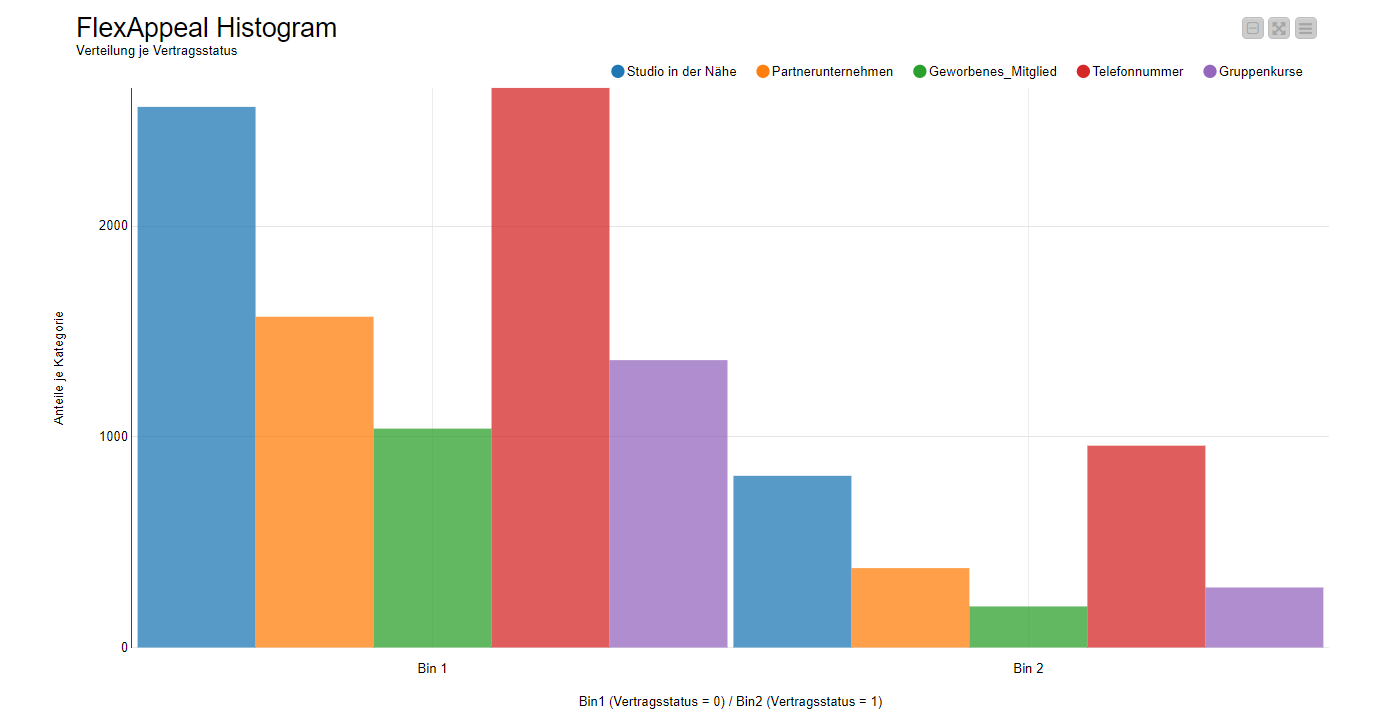 FlexAppeal Histogram
Verteilung je Vertragsstatus
Studio in der Nähe
Partnerunternehmen
Geworbenes_Mitglied
Telefonnummer
Gruppenkurse
2000
1000
0
Anteile je Kategorie
Bin 1
Bin 2
Bin1 (Vertragsstatus = 0) / Bin2 (Vertragsstatus = 1)